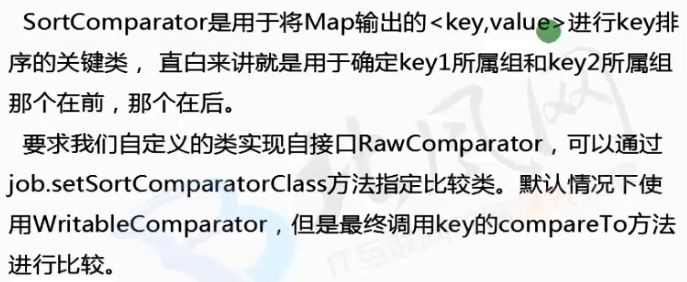 SortComparator是用于将Map输出的<key,value>进行key排
序的关键类， 直白来讲就是用于确定key1所属组和key2所属组
那个在前，那个在后。
要求我们自定义的类实现自接口RawComparator，可以通过
job.setSortComparatorClass方法指定比较类。默认情况下使
用WritableComparator，但是最终调用key的compareTo方法
进行比较。